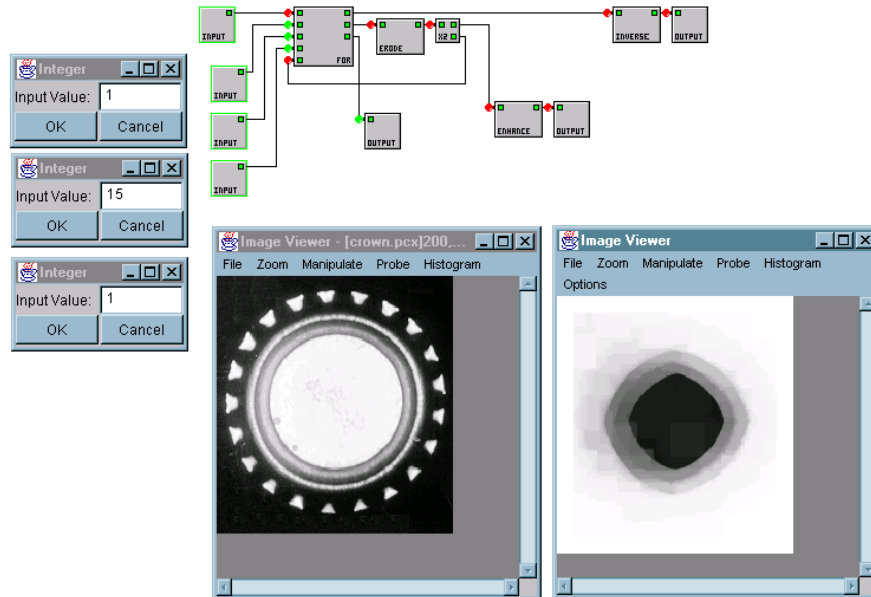 INPUT
FOR
ERODE
X2
INVERSE
OUTPUT
INPUT
INPUT
INPUT
OUTPUT
ENHANCE
OUTPUT
Integer
Input Value: 1
OK Cancel
Integer
Input Value: 15
OK Cancel
Integer
Input Value: 1
OK Cancel
Image Viewer - [crown.pcx]200,...
File Zoom Manipulate Probe Histogram
Image Viewer
File Zoom Manipulate Probe Histogram
Options